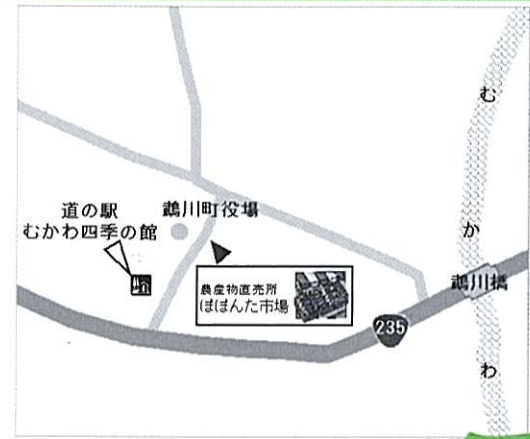 む
か
わ
道の駅
むかわ四季の館
鵡川町役場
農産物直売所
ぽぽんた市場
鵡川橋
235